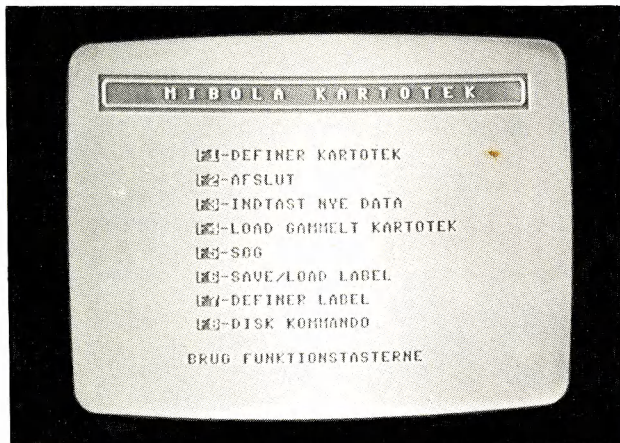 MIBOLA KARTOTEK
F1-DEFINER KARTOTEK
F2-AFSLUT
F3-INDTAST NYE DATA
F4-LOAD GAMMELT KARTOTEK
F5-SØG
F6-SAVE/LOAD LABEL
F7-DEFINER LABEL
F8-DISK KOMMANDO
BRUG FUNKTIONSTASTERNE